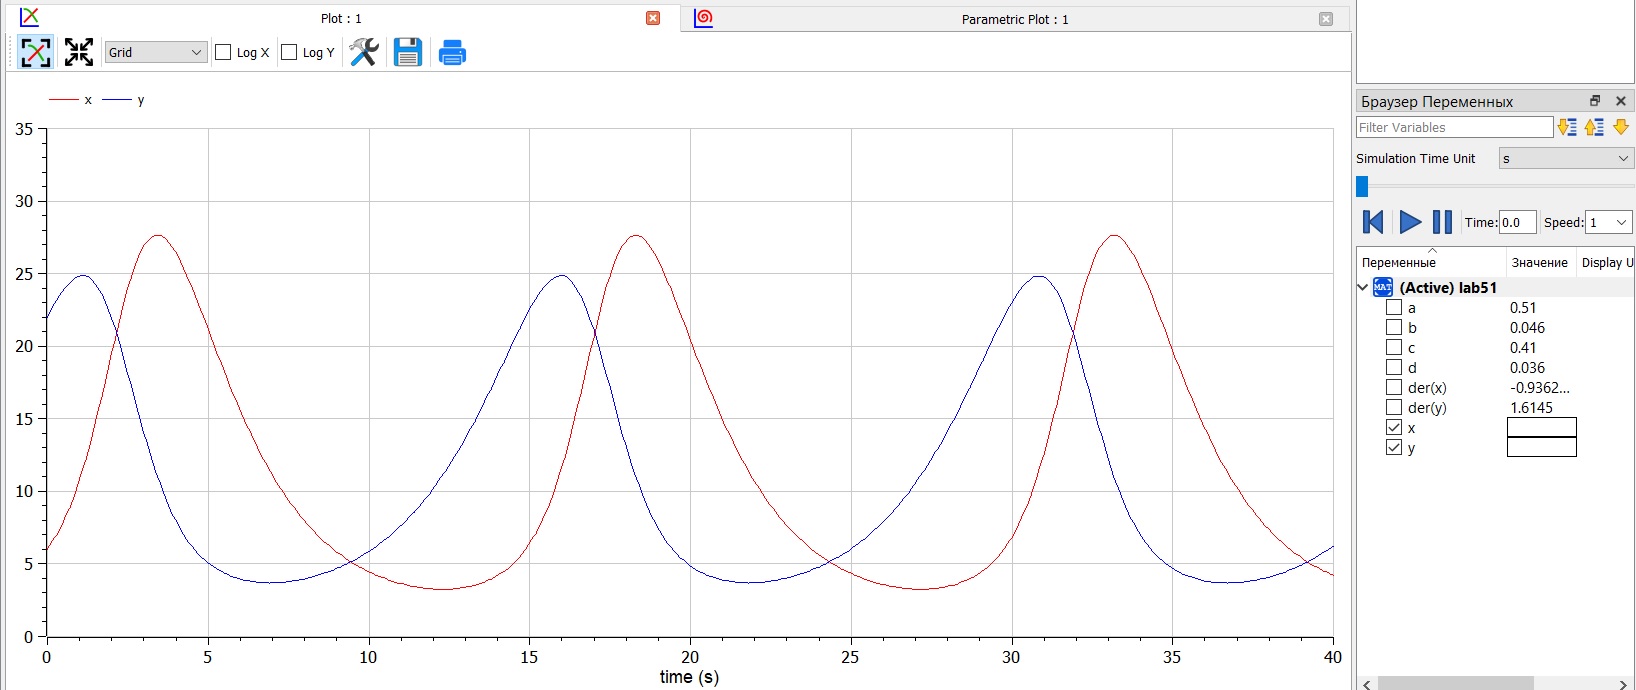 Plot : 1
Parametric Plot : 1
Grid
Log X
Log Y
x y
35
30
25
20
15
10
5
0
0 5 10 15 20 25 30 35 40
time (s)
Браузер Переменных
Filter Variables
Simulation Time Unit s
Time: 0.0 Speed: 1
Переменные Значение Display U
MAT (Active) lab51
a 0.51
b 0.046
c 0.41
d 0.036
der(x) -0.9362...
der(y) 1.6145
x
y